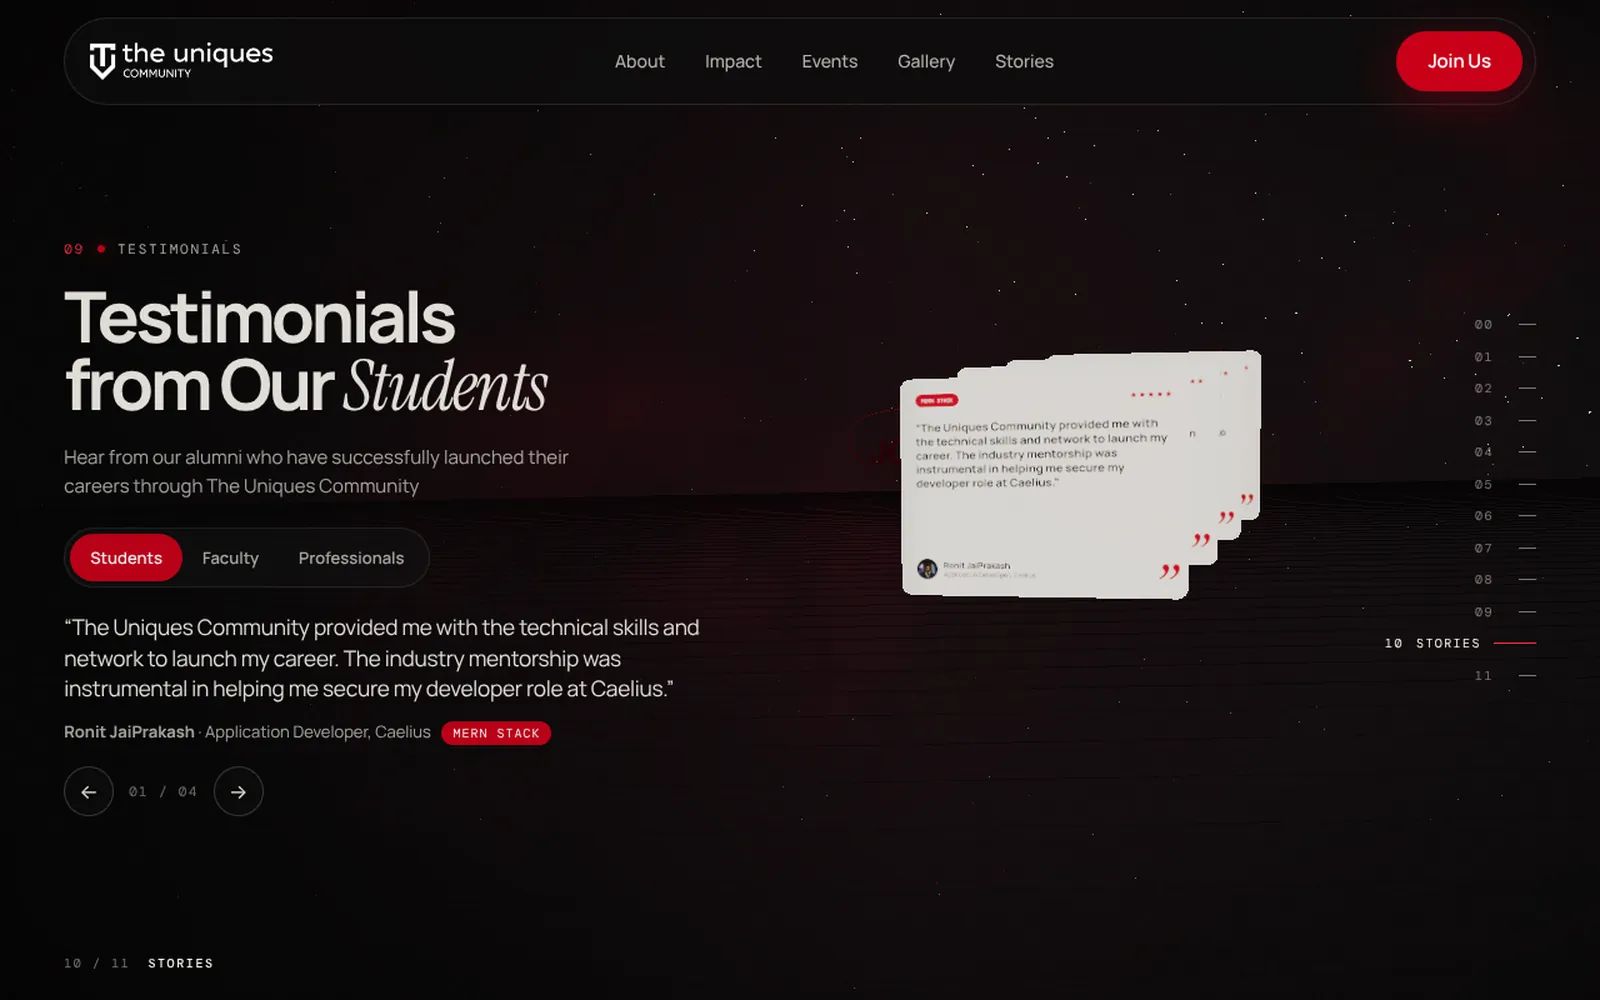 the uniques
COMMUNITY
About
Impact
Events
Gallery
Stories
Join Us
09 • TESTIMONIALS
Testimonials
from Our Students
Hear from our alumni who have successfully launched their
careers through The Uniques Community
Students
Faculty
Professionals
“The Uniques Community provided me with the technical skills and
network to launch my career. The industry mentorship was
instrumental in helping me secure my developer role at Caelius.”
Ronit JaiPrakash · Application Developer, Caelius MERN STACK
← 01 / 04 →
MERN STACK
“The Uniques Community provided me with
the technical skills and network to launch my
career. The industry mentorship was
instrumental in helping me secure my
developer role at Caelius.”
Ronit JaiPrakash
Application Developer, Caelius
00
01
02
03
04
05
06
07
08
09
10 STORIES
11
10 / 11 STORIES